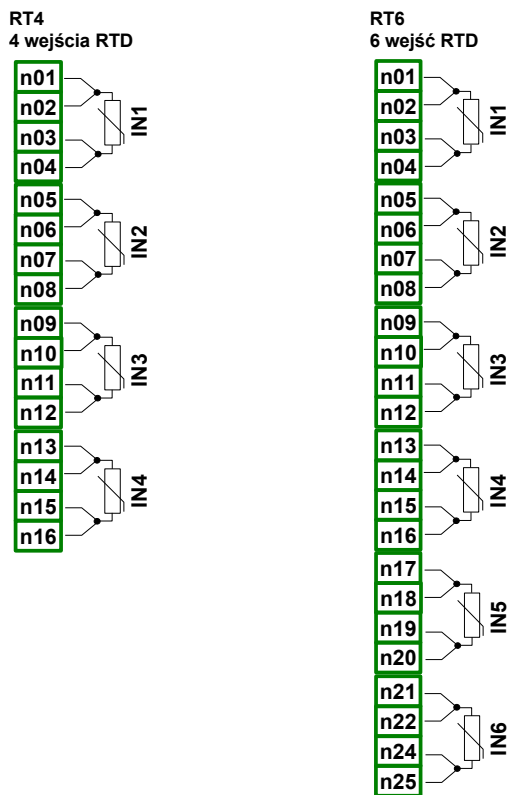 RT4
4 wejścia RTD
n01
n02
n03
n04
IN1
n05
n06
n07
n08
IN2
n09
n10
n11
n12
IN3
n13
n14
n15
n16
IN4
RT6
6 wejść RTD
n01
n02
n03
n04
IN1
n05
n06
n07
n08
IN2
n09
n10
n11
n12
IN3
n13
n14
n15
n16
IN4
n17
n18
n19
n20
IN5
n21
n22
n24
n25
IN6